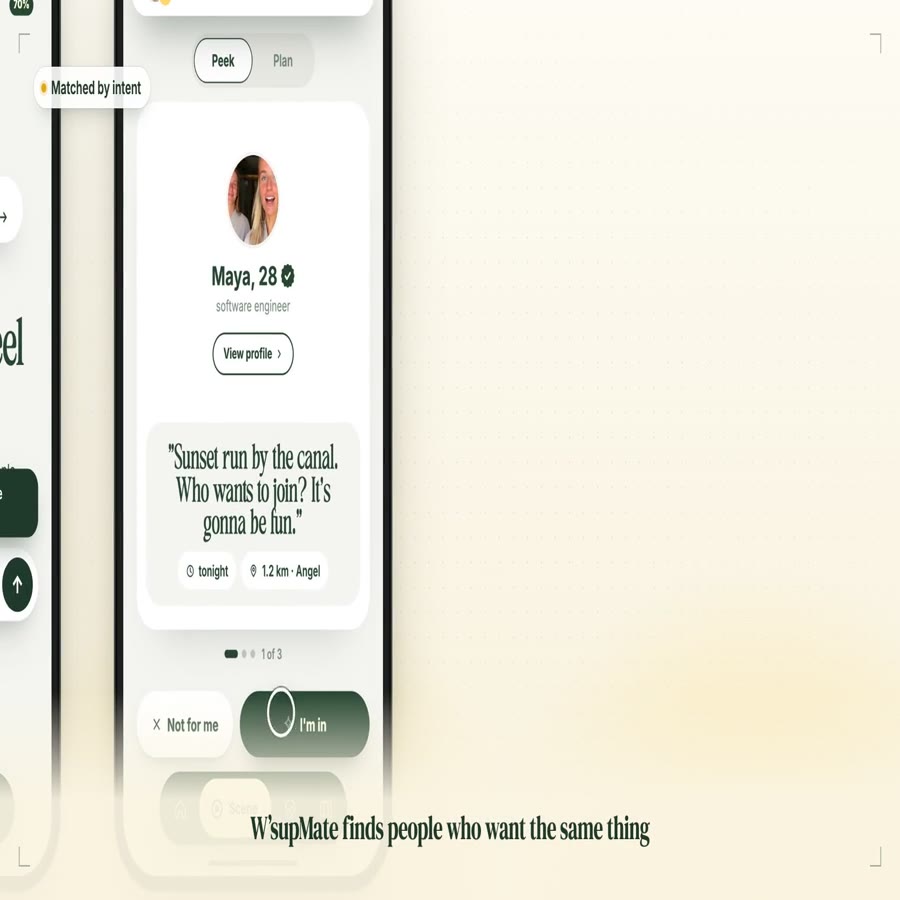 70%
Peek
Plan
Matched by intent
Maya, 28
software engineer
View profile
eel
"Sunset run by the canal.
Who wants to join? It's
gonna be fun."
tonight
1.2 km · Angel
1 of 3
Not for me
I'm in
Scene
W'supMate finds people who want the same thing